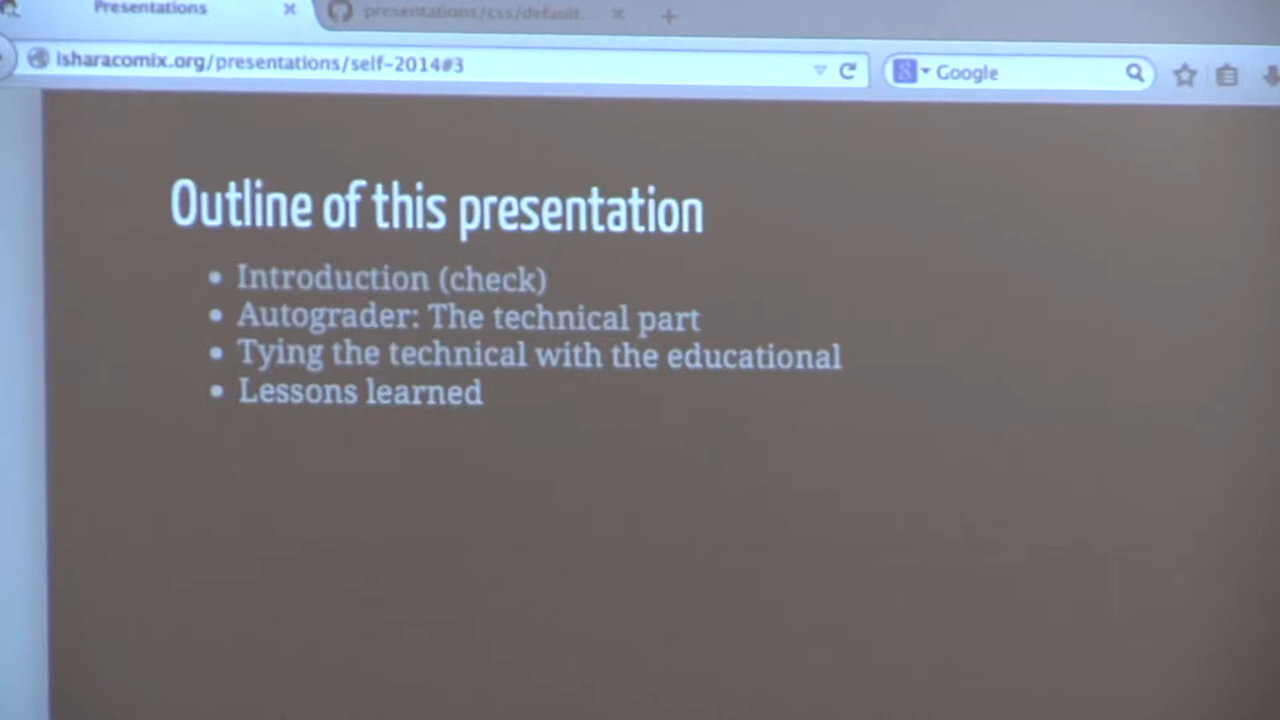 Presentations
presentations/css/default...
isharacomix.org/presentations/self-2014#3
Google
Outline of this presentation
Introduction (check)
Autograder: The technical part
Tying the technical with the educational
Lessons learned